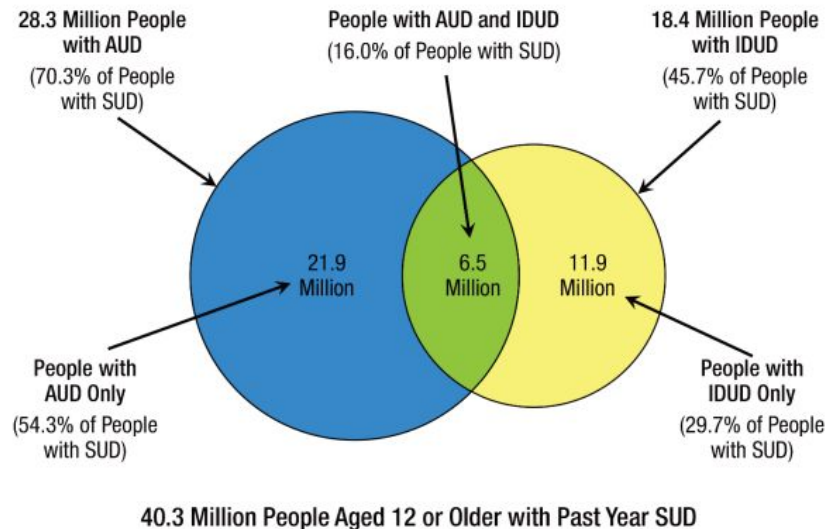 28.3 Million People
with AUD
(70.3% of People
with SUD)
People with AUD and IDUD
(16.0% of People with SUD)
18.4 Million People
with IDUD
(45.7% of People
with SUD)
21.9
Million
6.5
Million
11.9
Million
People with
AUD Only
(54.3% of People
with SUD)
People with
IDUD Only
(29.7% of People
with SUD)
40.3 Million People Aged 12 or Older with Past Year SUD